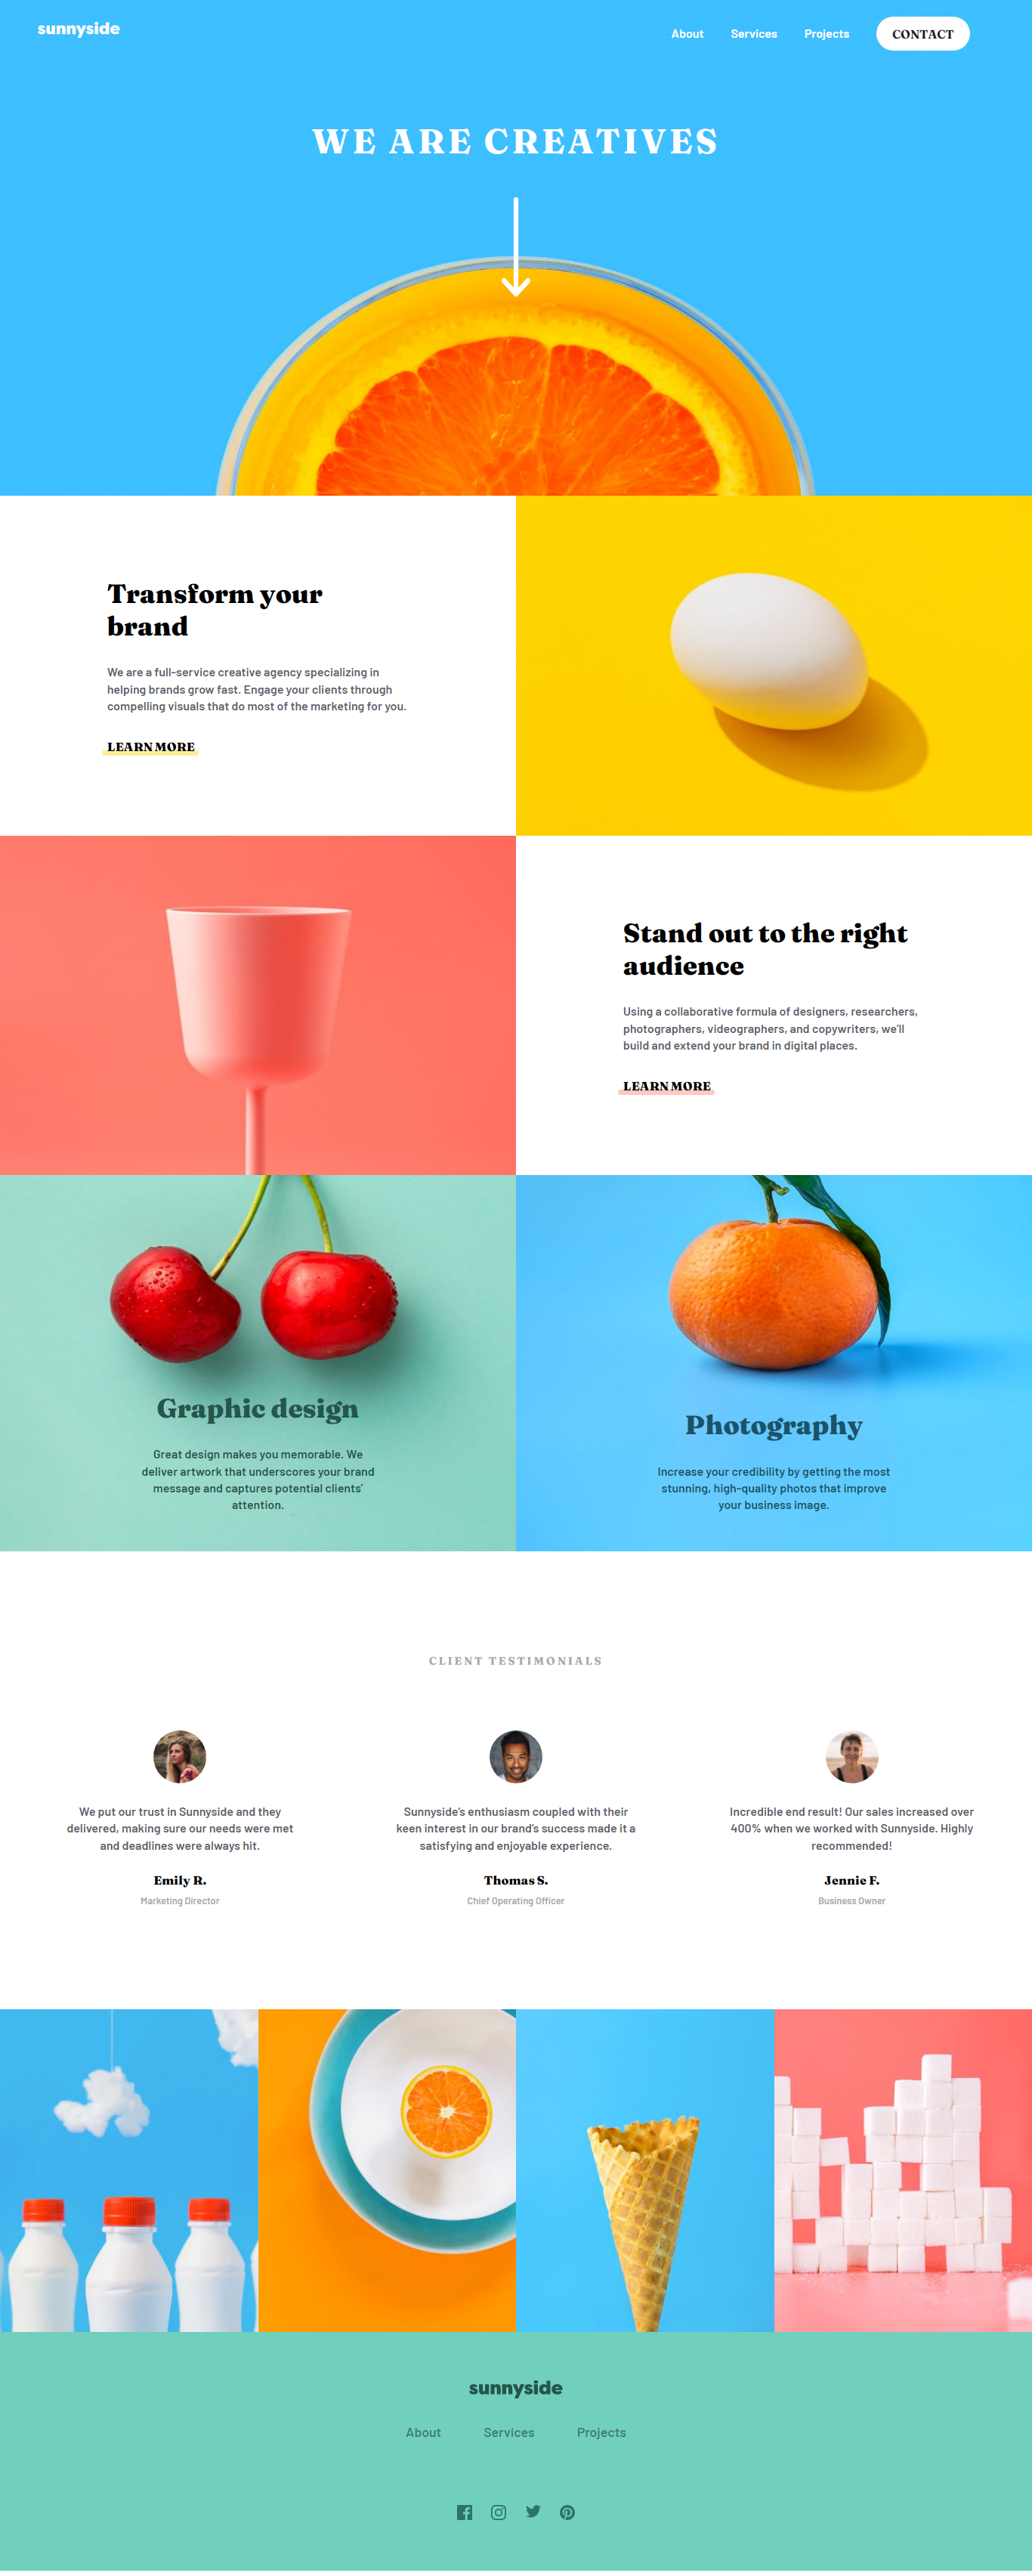 sunnyside
About Services Projects CONTACT
WE ARE CREATIVES
Transform your
brand
We are a full-service creative agency specializing in
helping brands grow fast. Engage your clients through
compelling visuals that do most of the marketing for you.
LEARN MORE
Stand out to the right
audience
Using a collaborative formula of designers, researchers,
photographers, videographers, and copywriters, we'll
build and extend your brand in digital places.
LEARN MORE
Graphic design
Great design makes you memorable. We
deliver artwork that underscores your brand
message and captures potential clients'
attention.
Photography
Increase your credibility by getting the most
stunning, high-quality photos that improve
your business image.
CLIENT TESTIMONIALS
We put our trust in Sunnyside and they
delivered, making sure our needs were met
and deadlines were always hit.
Emily R.
Marketing Director
Sunnyside's enthusiasm coupled with their
keen interest in our brand's success made it a
satisfying and enjoyable experience.
Thomas S.
Chief Operating Officer
Incredible end result! Our sales increased over
400% when we worked with Sunnyside. Highly
recommended!
Jennie F.
Business Owner
sunnyside
About Services Projects